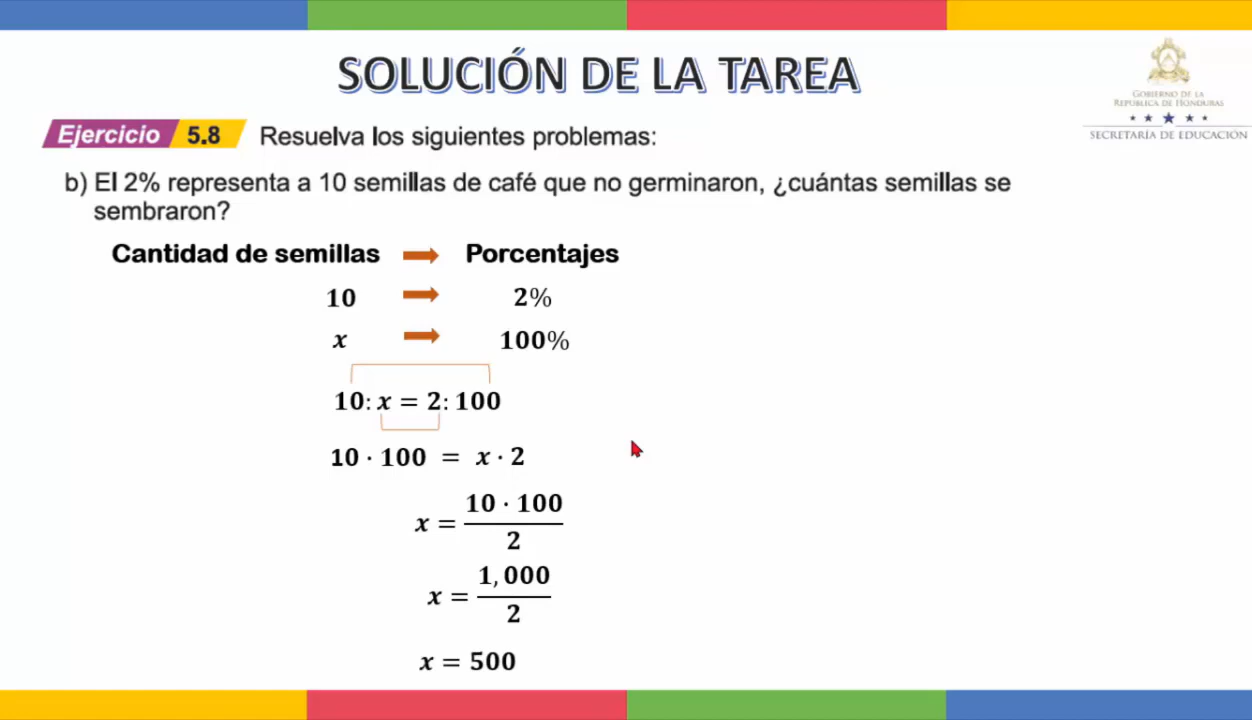 SOLUCIÓN DE LA TAREA
GOBIERNO DE LA
REPÚBLICA DE HONDURAS
SECRETARÍA DE EDUCACIÓN
Ejercicio 5.8 Resuelva los siguientes problemas:
b) El 2% representa a 10 semillas de café que no germinaron, ¿cuántas semillas se
sembraron?
Cantidad de semillas → Porcentajes
10 → 2%
x → 100%
10: x = 2: 100
10 · 100 = x · 2
x = 10 · 100 / 2
x = 1,000 / 2
x = 500